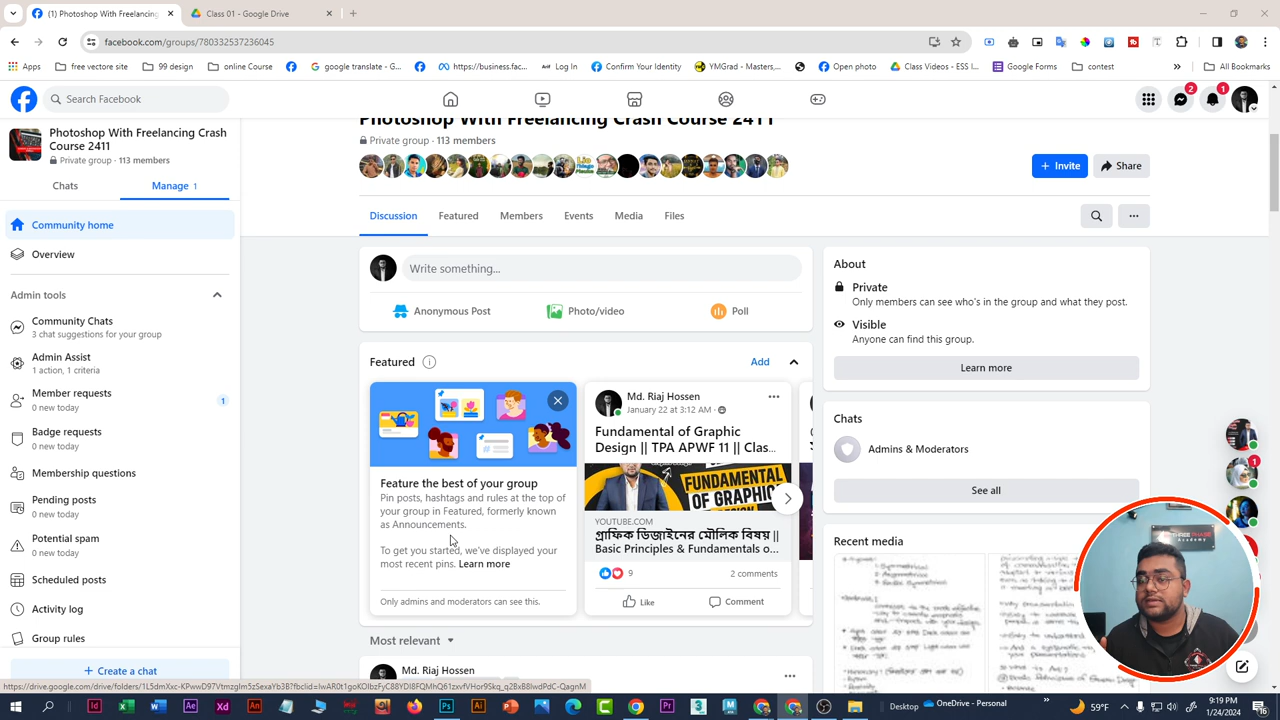 (1) Photoshop With Freelancing
Class 01 - Google Drive
facebook.com/groups/780332537236045
Apps
free vectore site
99 design
online Course
google translate - G...
https://business.fac...
Log In
Confirm Your Identity
YMGrad - Masters,...
Open photo
Class Videos - ESS I...
Google Forms
contest
All Bookmarks
Search Facebook
2
1
Photoshop With Freelancing Crash
Course 2411
Private group · 113 members
Chats
Manage 1
Community home
Overview
Admin tools
Community Chats
3 chat suggestions for your group
Admin Assist
1 action, 1 criteria
Member requests
0 new today
1
Badge requests
0 new today
Membership questions
Pending posts
0 new today
Potential spam
0 new today
Scheduled posts
Activity log
Group rules
+ Create a chat
Photoshop With Freelancing Crash Course 2411
Private group · 113 members
+ Invite
Share
Discussion
Featured
Members
Events
Media
Files
Write something...
Anonymous Post
Photo/video
Poll
Featured
Add
Feature the best of your group
Pin posts, hashtags and rules at the top
of your group in Featured, formerly known
as Announcements.
To get you started, we've displayed your
most recent pins. Learn more
Only admins and moderators can see this.
Md. Riaj Hossen
January 22 at 3:12 AM
Fundamental of Graphic
Design || TPA APWF 11 || Clas...
FUNDAMENTAL
OF GRAPHIC
YOUTUBE.COM
গ্রাফিক ডিজাইনের মৌলিক বিষয় ||
Basic Principles & Fundamentals o...
9
2 comments
Like
Comment
Most relevant
Md. Riaj Hossen
About
Private
Only members can see who's in the group and what they post.
Visible
Anyone can find this group.
Learn more
Chats
Admins & Moderators
See all
Recent media
1
Desktop
OneDrive - Personal
59°F
9:19 PM
1/24/2024